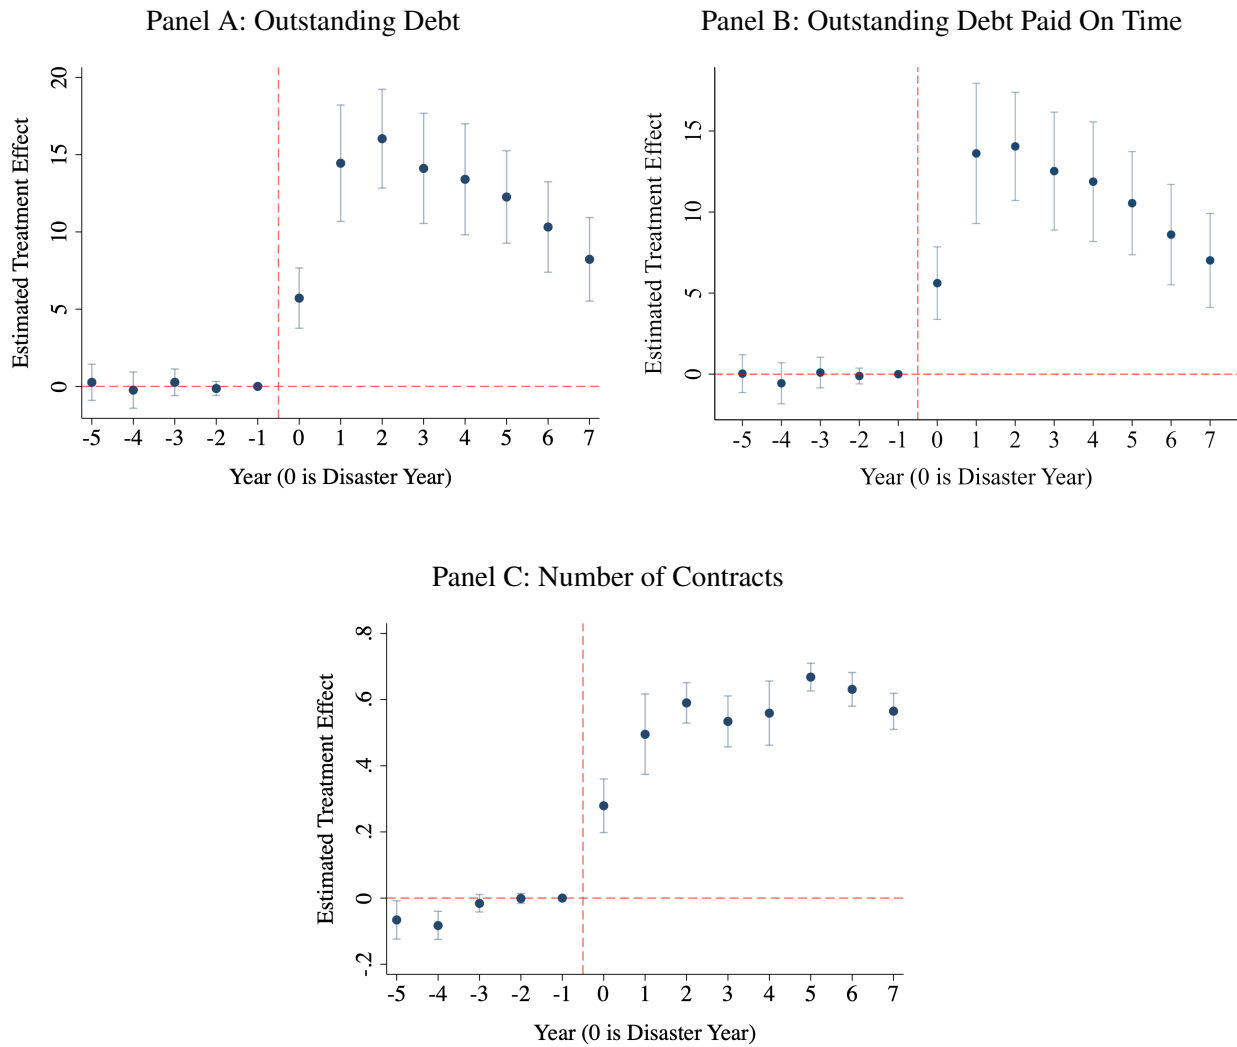 Panel A: Outstanding Debt
Estimated Treatment Effect
20
15
10
5
0
-5 -4 -3 -2 -1 0 1 2 3 4 5 6 7
Year (0 is Disaster Year)
Panel B: Outstanding Debt Paid On Time
Estimated Treatment Effect
15
10
5
0
-5 -4 -3 -2 -1 0 1 2 3 4 5 6 7
Year (0 is Disaster Year)
Panel C: Number of Contracts
Estimated Treatment Effect
.8
.6
.4
.2
0
-.2
-5 -4 -3 -2 -1 0 1 2 3 4 5 6 7
Year (0 is Disaster Year)